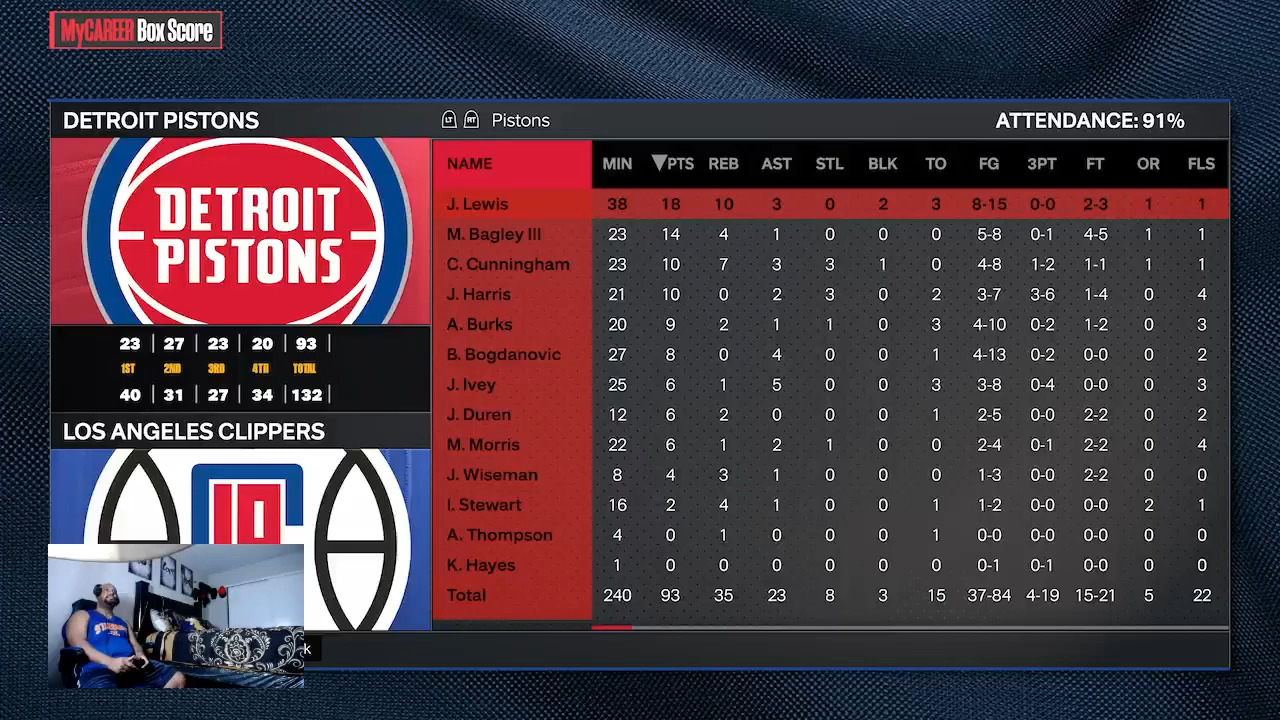 MyCAREER Box Score
DETROIT PISTONS
LT RT Pistons
ATTENDANCE: 91%
DETROIT
PISTONS
23 27 23 20 93
1ST 2ND 3RD 4TH TOTAL
40 31 27 34 132
LOS ANGELES CLIPPERS
NAME MIN PTS REB AST STL BLK TO FG 3PT FT OR FLS
J. Lewis 38 18 10 3 0 2 3 8-15 0-0 2-3 1 1
M. Bagley III 23 14 4 1 0 0 0 5-8 0-1 4-5 1 1
C. Cunningham 23 10 7 3 3 1 0 4-8 1-2 1-1 1 1
J. Harris 21 10 0 2 3 0 2 3-7 3-6 1-4 0 4
A. Burks 20 9 2 1 1 0 3 4-10 0-2 1-2 0 3
B. Bogdanovic 27 8 0 4 0 0 1 4-13 0-2 0-0 0 2
J. Ivey 25 6 1 5 0 0 3 3-8 0-4 0-0 0 3
J. Duren 12 6 2 0 0 0 1 2-5 0-0 2-2 0 2
M. Morris 22 6 1 2 1 0 0 2-4 0-1 2-2 0 4
J. Wiseman 8 4 3 1 0 0 0 1-3 0-0 2-2 0 0
I. Stewart 16 2 4 1 0 0 1 1-2 0-0 0-0 2 1
A. Thompson 4 0 1 0 0 0 1 0-0 0-0 0-0 0 0
K. Hayes 1 0 0 0 0 0 0 0-1 0-1 0-0 0 0
Total 240 93 35 23 8 3 15 37-84 4-19 15-21 5 22